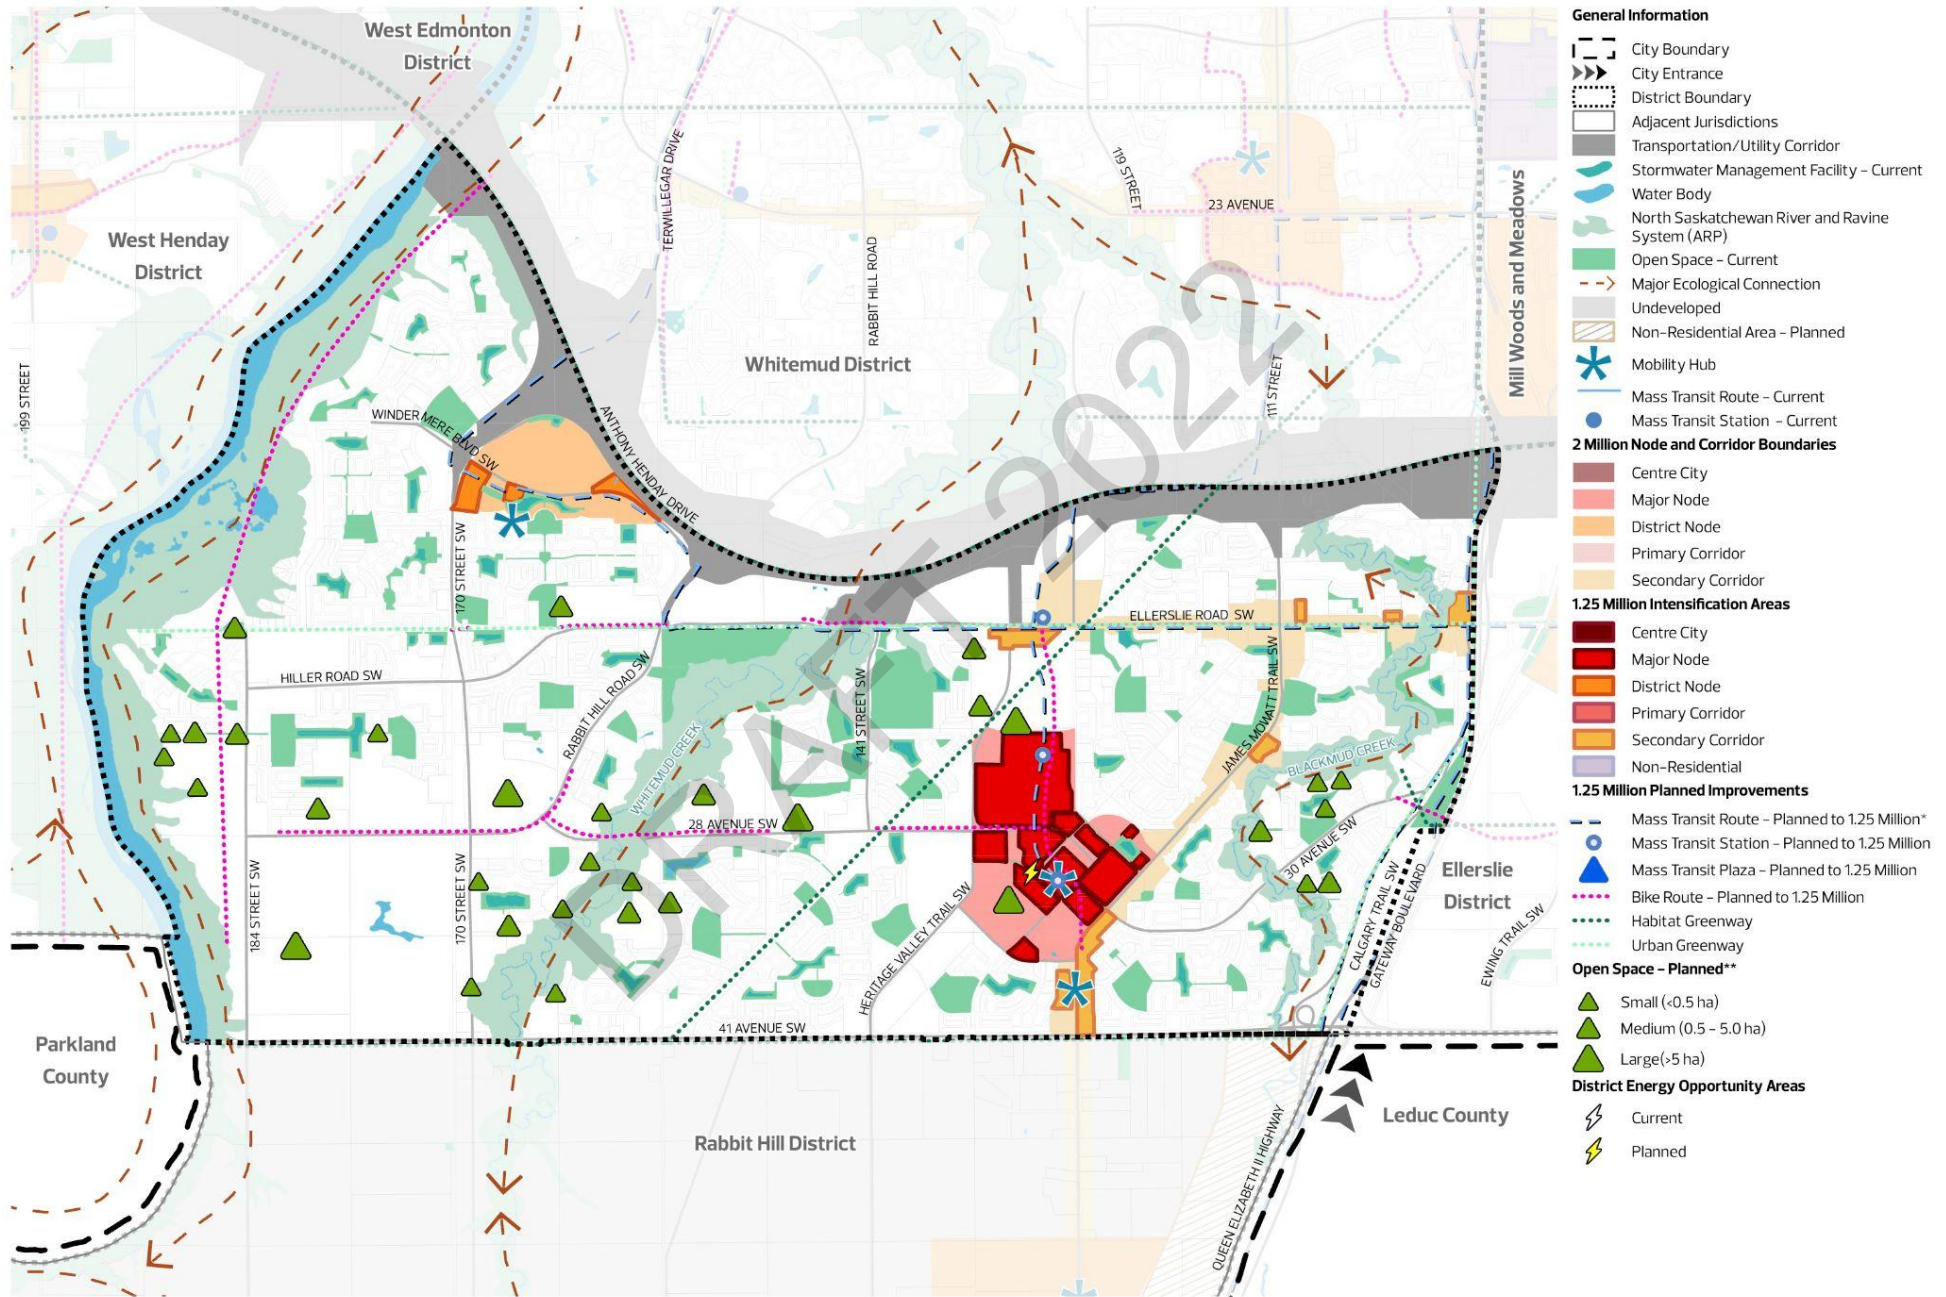 West Edmonton
District
West Henday
District
199 STREET
TERWILLEGAR DRIVE
RABBIT HILL ROAD
119 STREET
23 AVENUE
Mill Woods and Meadows
Whitemud District
111 STREET
WINDERMERE BLVD SW
ANTHONY HENDAY DRIVE
170 STREET SW
ELLERSLIE ROAD SW
HILLER ROAD SW
RABBIT HILL ROAD SW
141 STREET SW
JAMES MOWATT TRAIL SW
WHITEMUD CREEK
BLACKMUD CREEK
28 AVENUE SW
30 AVENUE SW
184 STREET SW
170 STREET SW
HERITAGE VALLEY TRAIL SW
CALGARY TRAIL SW
GATEWAY BOULEVARD
Ellerslie
District
EWING TRAIL SW
41 AVENUE SW
Parkland
County
Rabbit Hill District
Leduc County
QUEEN ELIZABETH II HIGHWAY
DRAFT 2022
General Information
City Boundary
City Entrance
District Boundary
Adjacent Jurisdictions
Transportation/Utility Corridor
Stormwater Management Facility - Current
Water Body
North Saskatchewan River and Ravine
System (ARP)
Open Space - Current
Major Ecological Connection
Undeveloped
Non-Residential Area - Planned
Mobility Hub
Mass Transit Route - Current
Mass Transit Station - Current
2 Million Node and Corridor Boundaries
Centre City
Major Node
District Node
Primary Corridor
Secondary Corridor
1.25 Million Intensification Areas
Centre City
Major Node
District Node
Primary Corridor
Secondary Corridor
Non-Residential
1.25 Million Planned Improvements
Mass Transit Route - Planned to 1.25 Million*
Mass Transit Station - Planned to 1.25 Million
Mass Transit Plaza - Planned to 1.25 Million
Bike Route - Planned to 1.25 Million
Habitat Greenway
Urban Greenway
Open Space - Planned**
Small (<0.5 ha)
Medium (0.5 - 5.0 ha)
Large(>5 ha)
District Energy Opportunity Areas
Current
Planned